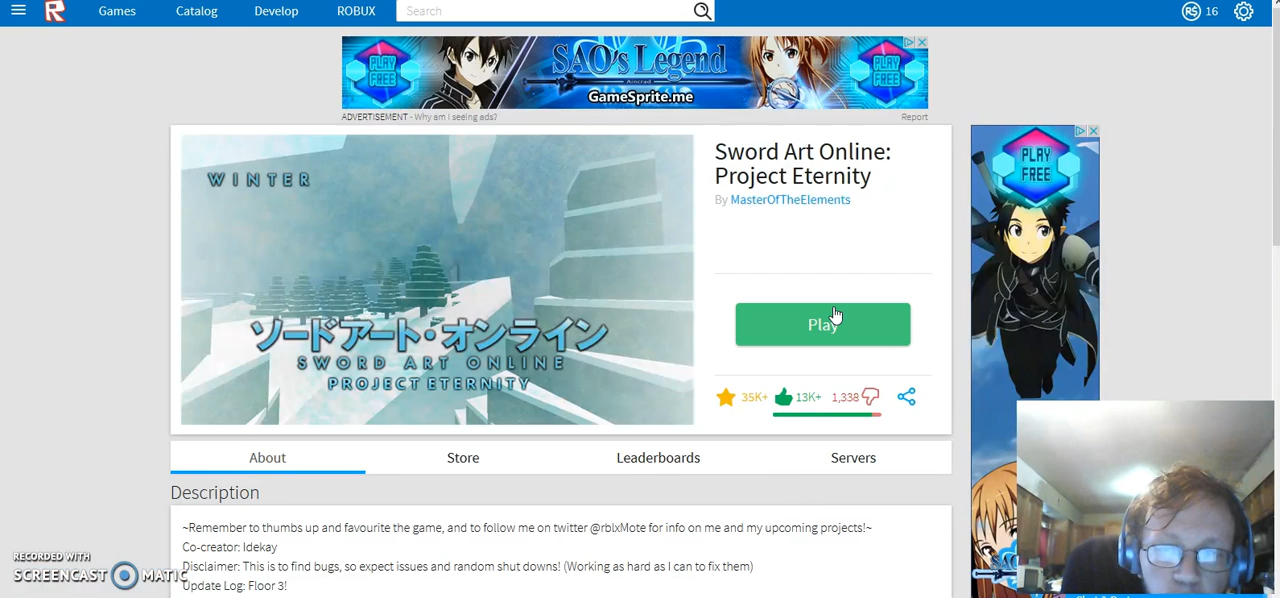 Games Catalog Develop ROBUX Search 16
PLAY FREE SAO's Legend PLAY FREE
Aincrad
GameSprite.me
ADVERTISEMENT - Why am I seeing ads? Report
WINTER
ソードアート・オンライン
SWORD ART ONLINE
PROJECT ETERNITY
Sword Art Online:
Project Eternity
By MasterOfTheElements
Play
35K+ 13K+ 1,338
PLAY
FREE
About Store Leaderboards Servers
Description
~Remember to thumbs up and favourite the game, and to follow me on twitter @rblxMote for info on me and my upcoming projects!~
Co-creator: Idekay
Disclaimer: This is to find bugs, so expect issues and random shut downs! (Working as hard as I can to fix them)
Update Log: Floor 3!
RECORDED WITH
SCREENCAST MATIC